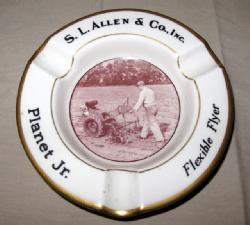 S. L. ALLEN & CO., INC.
Planet Jr.
Flexible Flyer